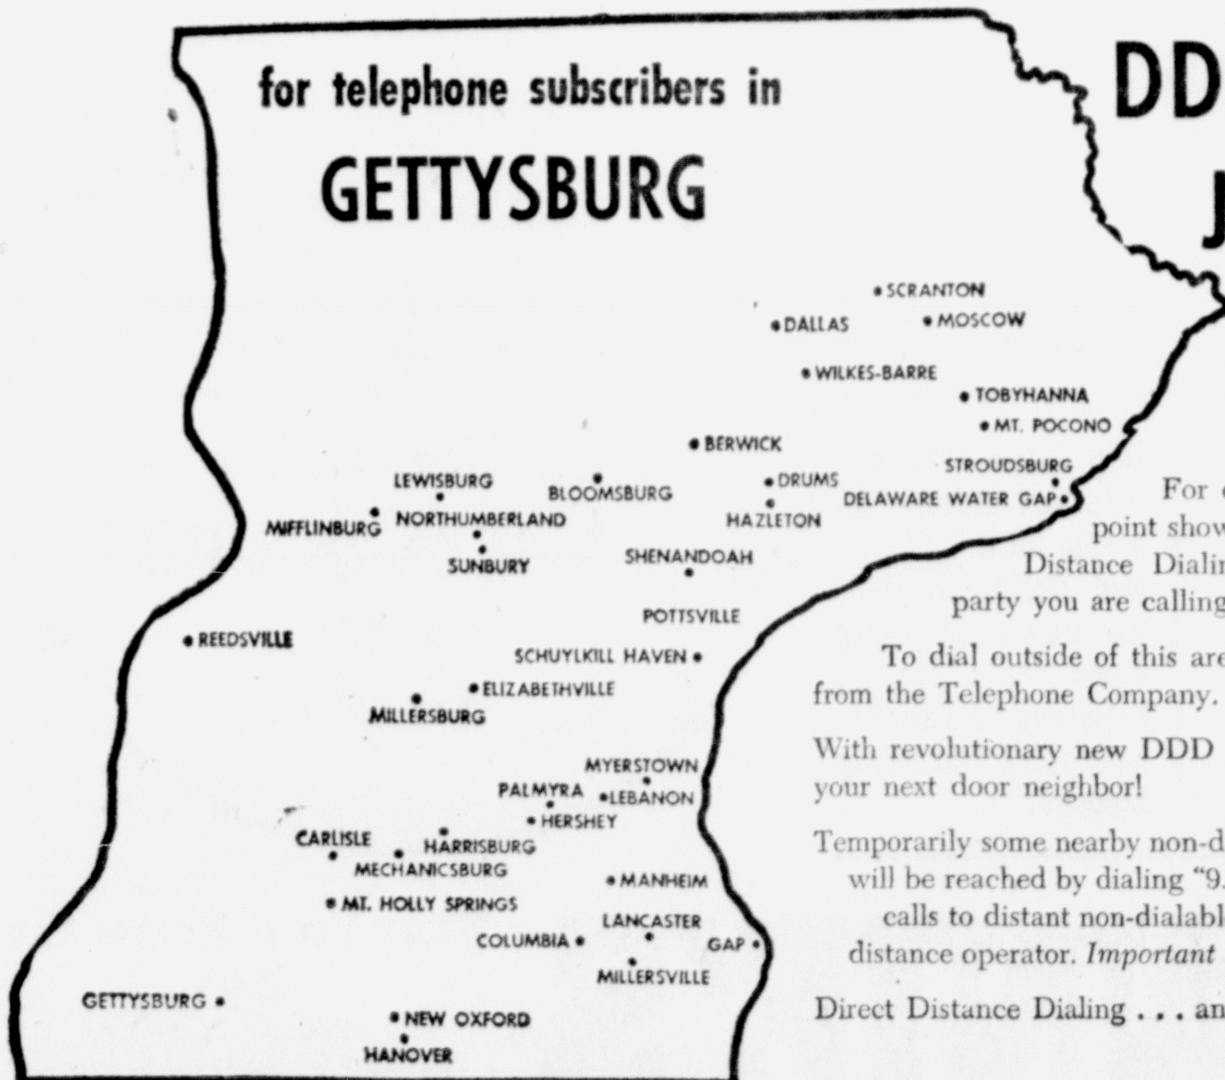 for telephone subscribers in
GETTYSBURG
DD
SCRANTON
DALLAS
MOSCOW
WILKES-BARRE
TOBYHANNA
MT. POCONO
BERWICK
STROUDSBURG
LEWISBURG
BLOOMSBURG
DRUMS
DELAWARE WATER GAP
MIFFLINBURG
NORTHUMBERLAND
HAZLETON
SUNBURY
SHENANDOAH
POTTSVILLE
REEDSVILLE
SCHUYLKILL HAVEN
ELIZABETHVILLE
MILLERSBURG
MYERSTOWN
PALMYRA
LEBANON
HERSHEY
CARLISLE
HARRISBURG
MECHANICSBURG
MANHEIM
MT. HOLLY SPRINGS
LANCASTER
COLUMBIA
GAP
MILLERSVILLE
GETTYSBURG
NEW OXFORD
HANOVER
For
point show
Distance Dialin
party you are calling
To dial outside of this are
from the Telephone Company.
With revolutionary new DDD
your next door neighbor!
Temporarily some nearby non-d
will be reached by dialing “9.
calls to distant non-dialabl
distance operator. Important
Direct Distance Dialing . . . an